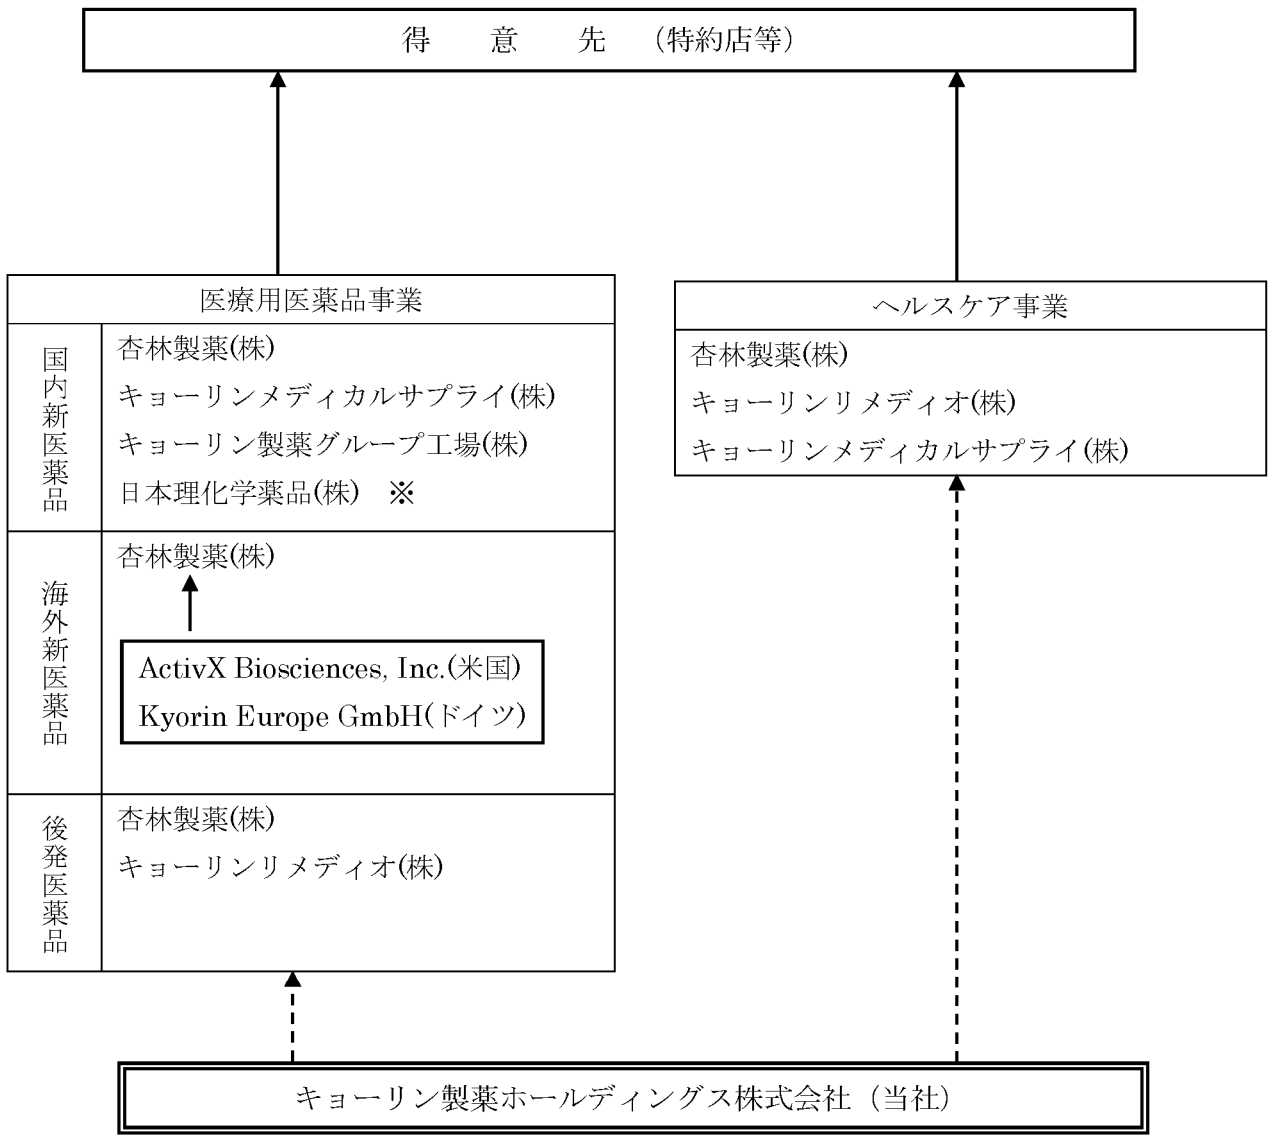 得　意　先　（特約店等）
医療用医薬品事業
国内新医薬品
杏林製薬(株)
キョーリンメディカルサプライ(株)
キョーリン製薬グループ工場(株)
日本理化学薬品(株)　※
海外新医薬品
杏林製薬(株)
ActivX Biosciences, Inc.(米国)
Kyorin Europe GmbH(ドイツ)
後発医薬品
杏林製薬(株)
キョーリンリメディオ(株)
ヘルスケア事業
杏林製薬(株)
キョーリンリメディオ(株)
キョーリンメディカルサプライ(株)
キョーリン製薬ホールディングス株式会社（当社）